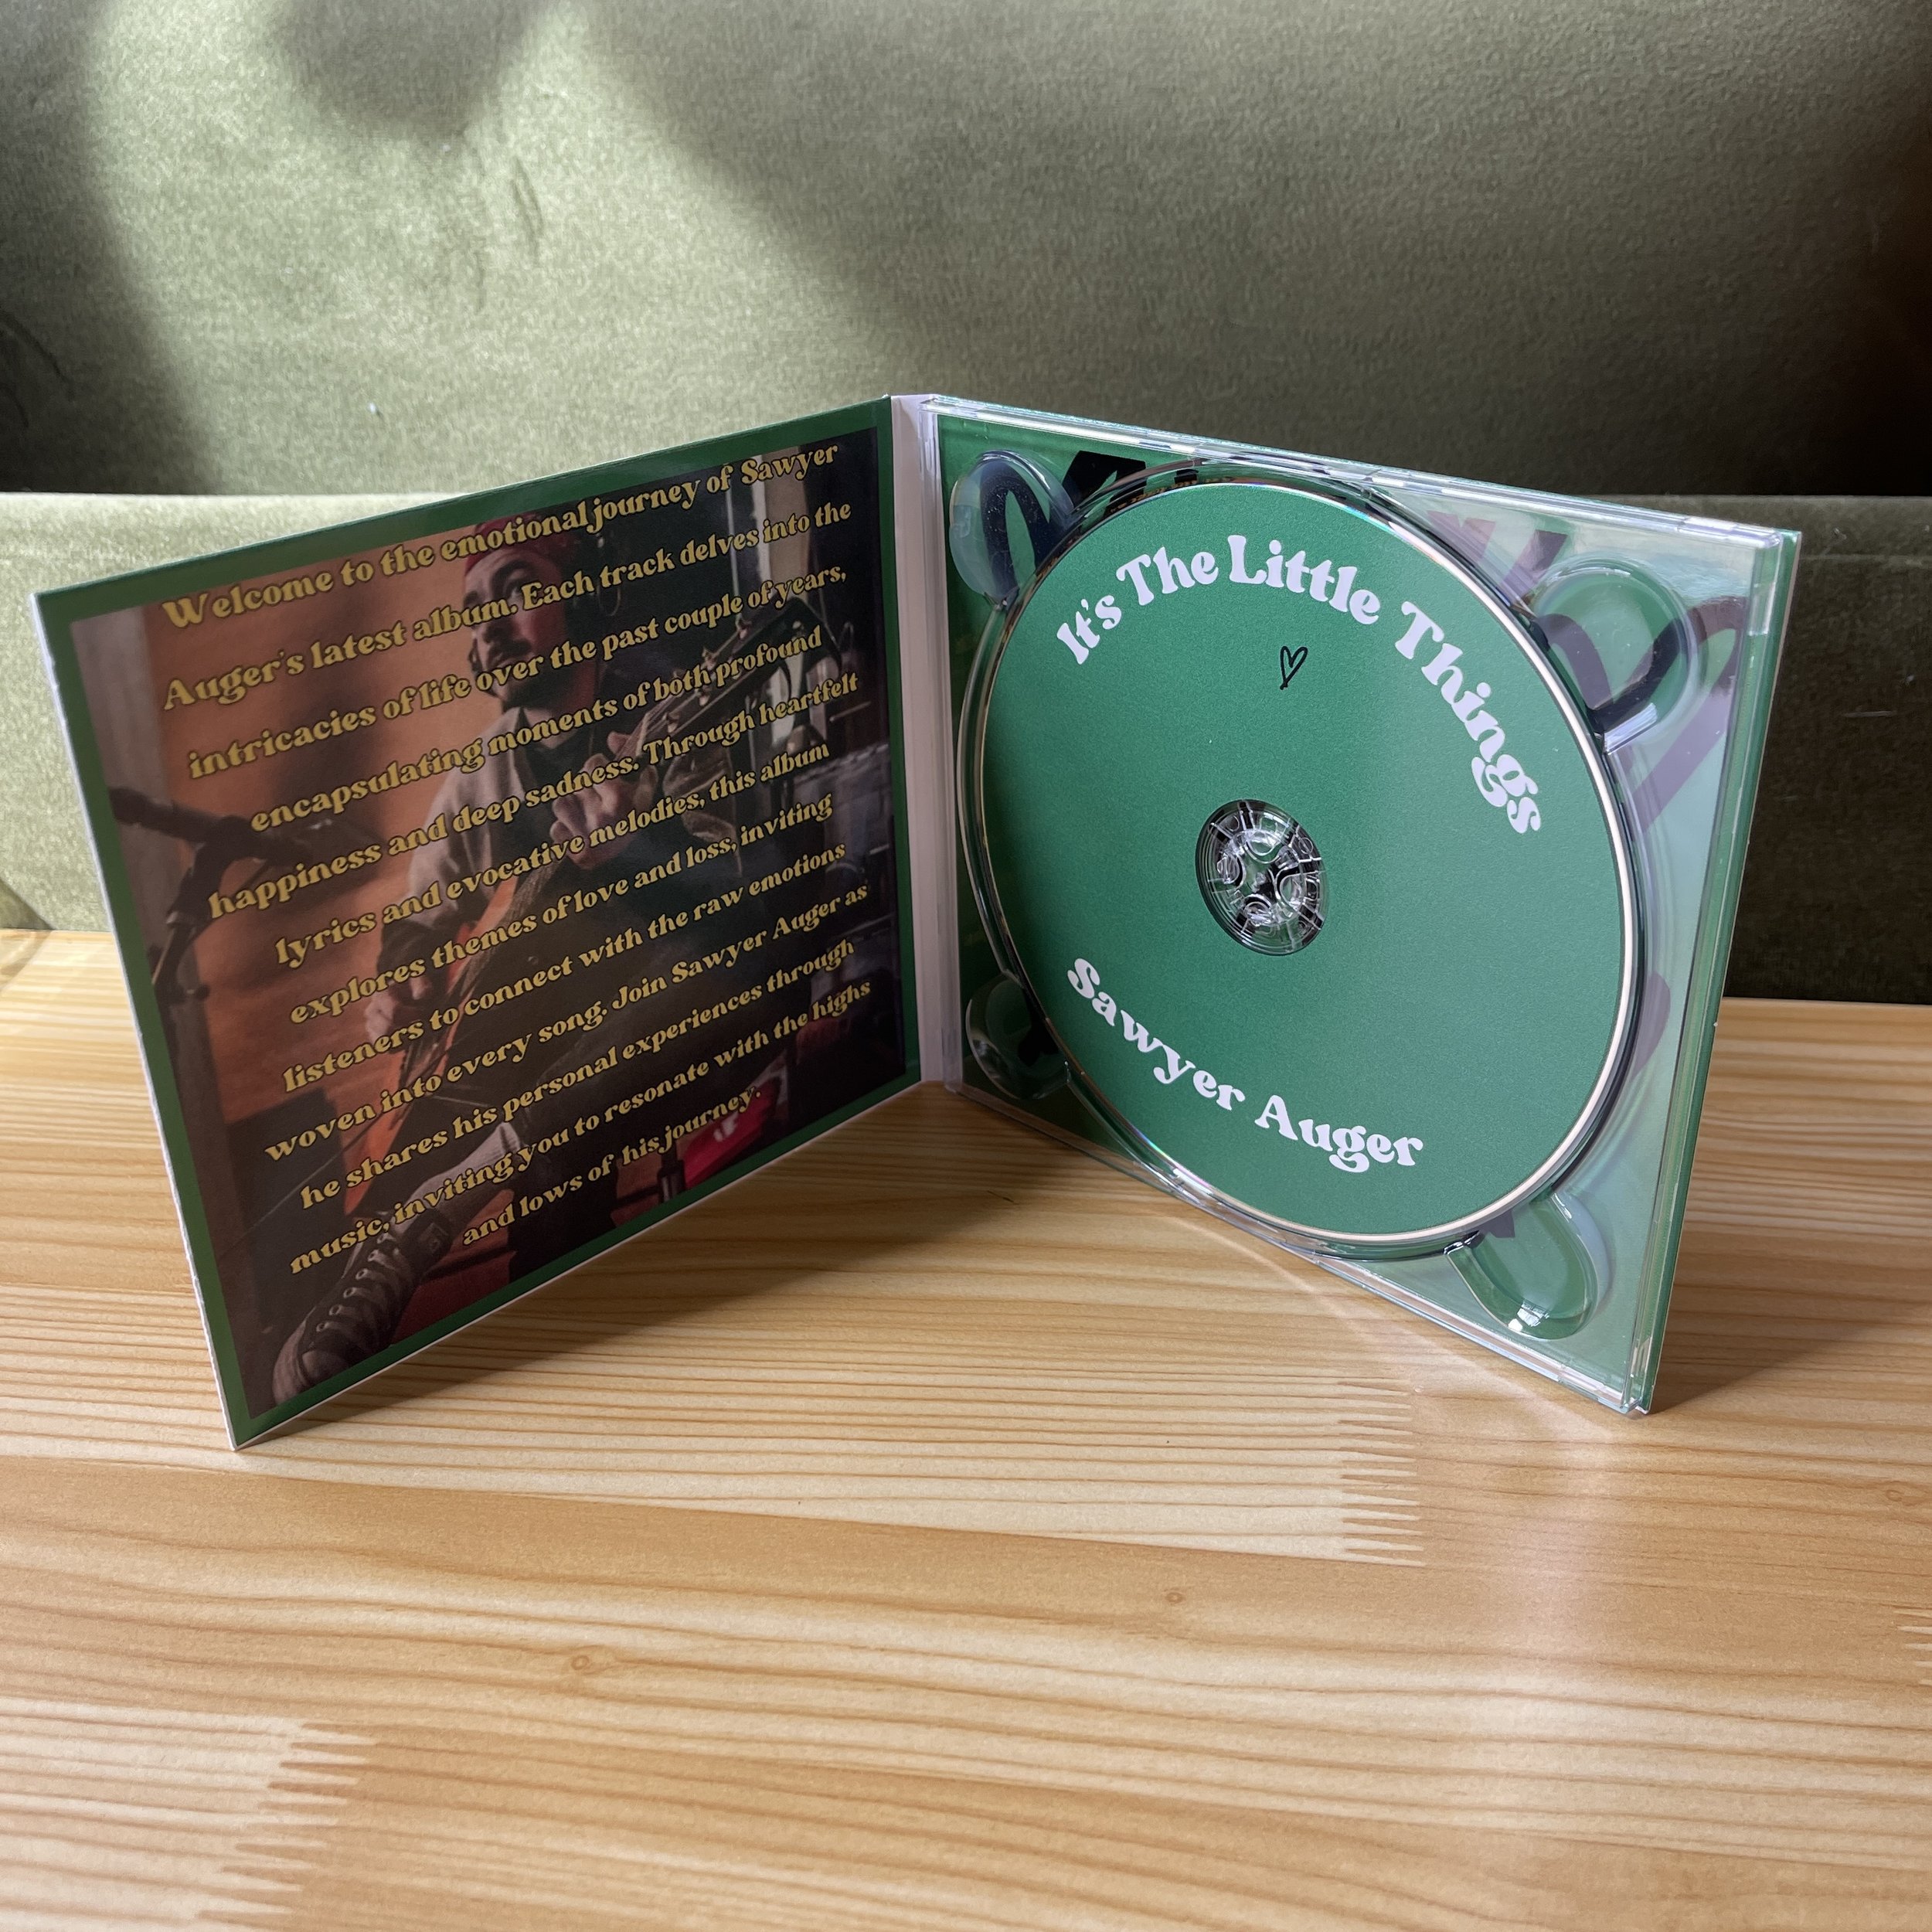 Welcome to the emotional journey of Sawyer
Auger's latest album. Each track delves into the
intricacies of life over the past couple of years,
encapsulating moments of both profound
happiness and deep sadness. Through heartfelt
lyrics and evocative melodies, this album
explores themes of love and loss, inviting
listeners to connect with the raw emotions
woven into every song. Join Sawyer Auger as
he shares his personal experiences through
music, inviting you to resonate with the highs
and lows of his journey.
It's The Little Things
Sawyer Auger